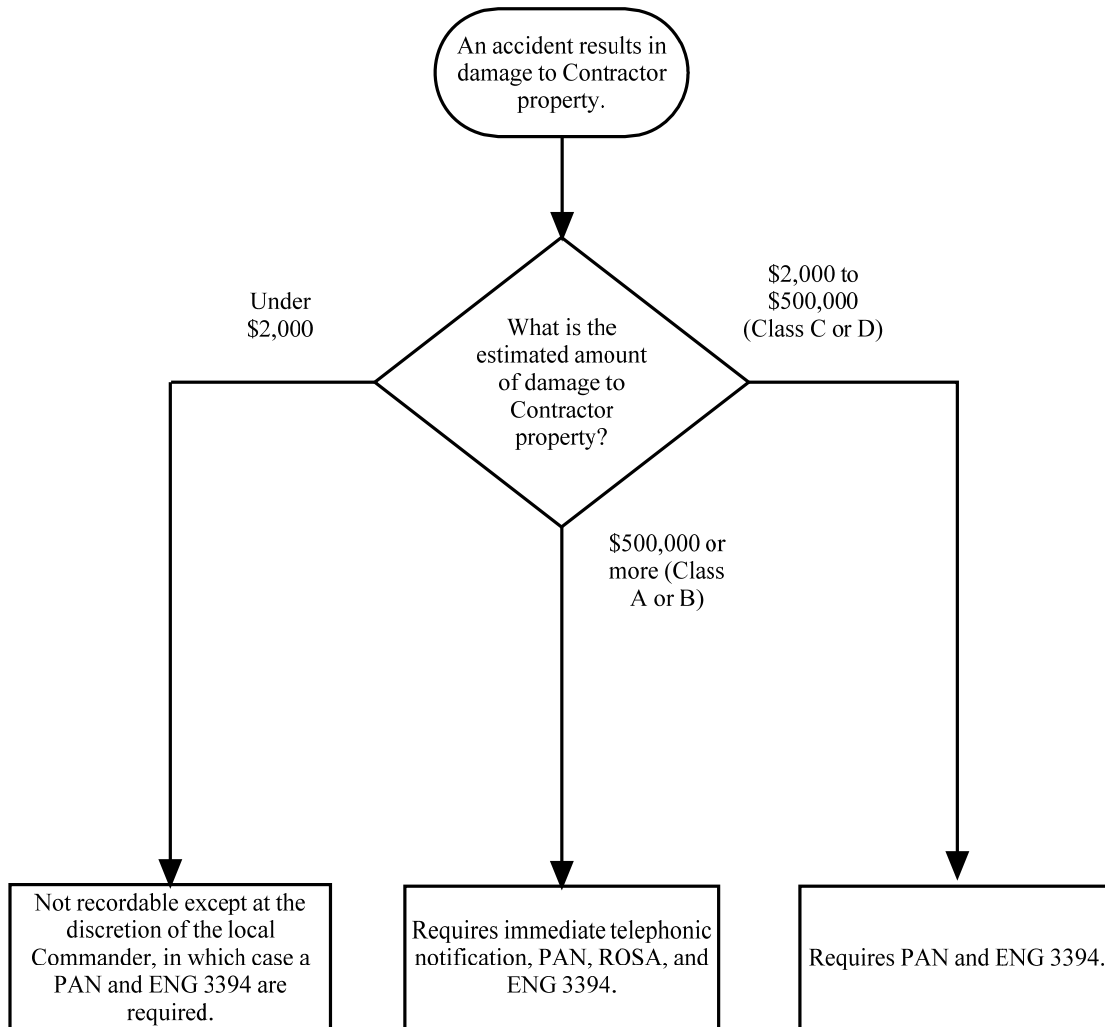 An accident results in
damage to Contractor
property.
Under
$2,000
$2,000 to
$500,000
(Class C or D)
What is the
estimated amount
of damage to
Contractor
property?
$500,000 or
more (Class
A or B)
Not recordable except at the
discretion of the local
Commander, in which case a
PAN and ENG 3394 are
required.
Requires immediate telephonic
notification, PAN, ROSA, and
ENG 3394.
Requires PAN and ENG 3394.